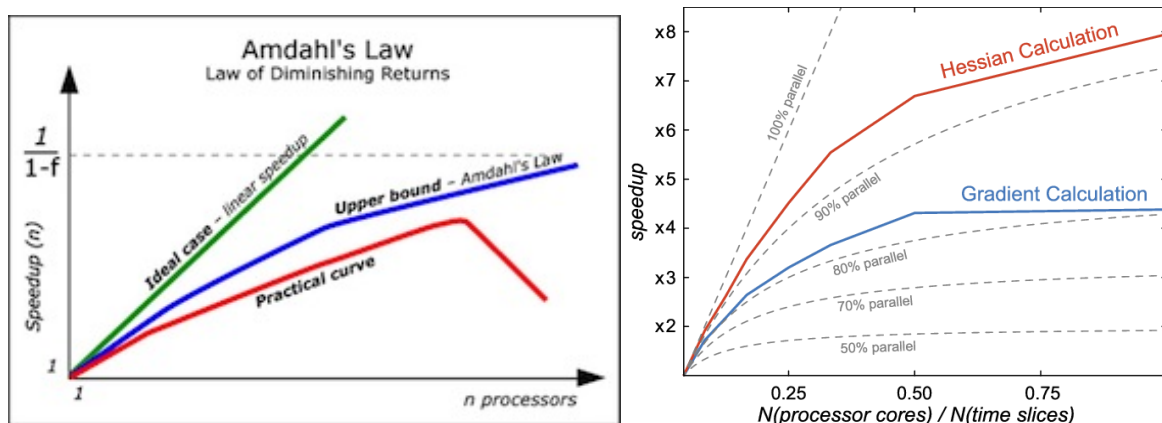 Amdahl's Law
Law of Diminishing Returns
1
1-f
Speedup (n)
Ideal case – linear speedup
Upper bound – Amdahl's Law
Practical curve
1
1
n processors
x8
x7
x6
x5
x4
x3
x2
speedup
100% parallel
Hessian Calculation
90% parallel
Gradient Calculation
80% parallel
70% parallel
50% parallel
0.25
0.50
0.75
N(processor cores) / N(time slices)